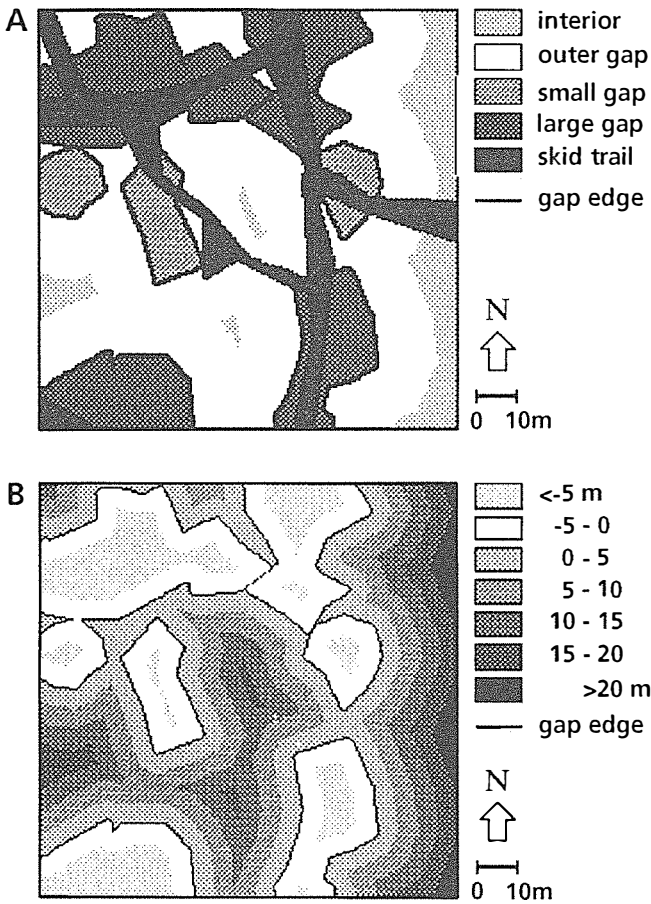 A
interior
outer gap
small gap
large gap
skid trail
gap edge
N
0 10m
B
<-5 m
-5 - 0
0 - 5
5 - 10
10 - 15
15 - 20
>20 m
gap edge
N
0 10m